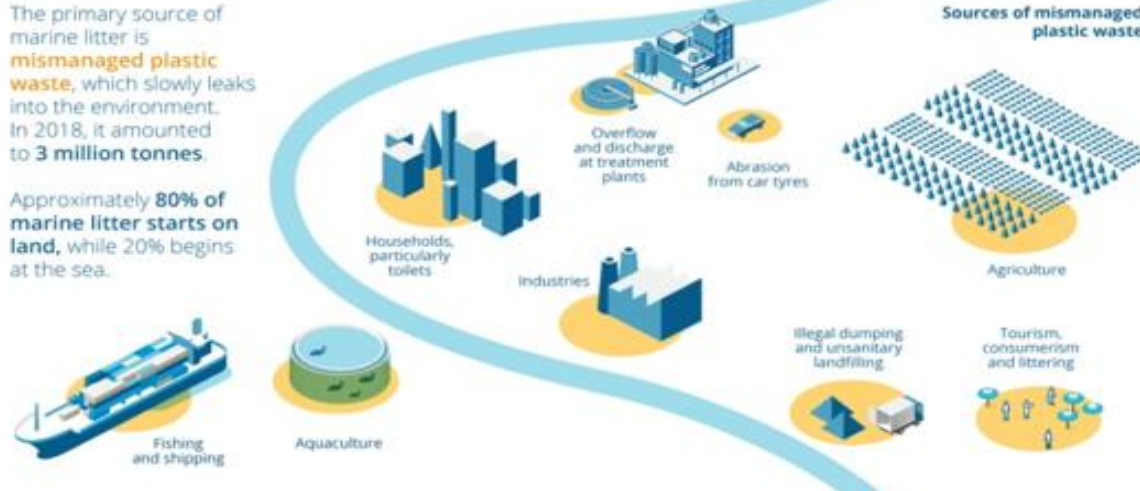 The primary source of
marine litter is
mismanaged plastic
waste, which slowly leaks
into the environment.
In 2018, it amounted
to 3 million tonnes.
Approximately 80% of
marine litter starts on
land, while 20% begins
at the sea.
Sources of mismanaged
plastic waste
Overflow
and discharge
at treatment
plants
Abrasion
from car tyres
Households,
particularly
toilets
Industries
Agriculture
Illegal dumping
and unsanitary
landfilling
Tourism,
consumerism
and littering
Fishing
and shipping
Aquaculture